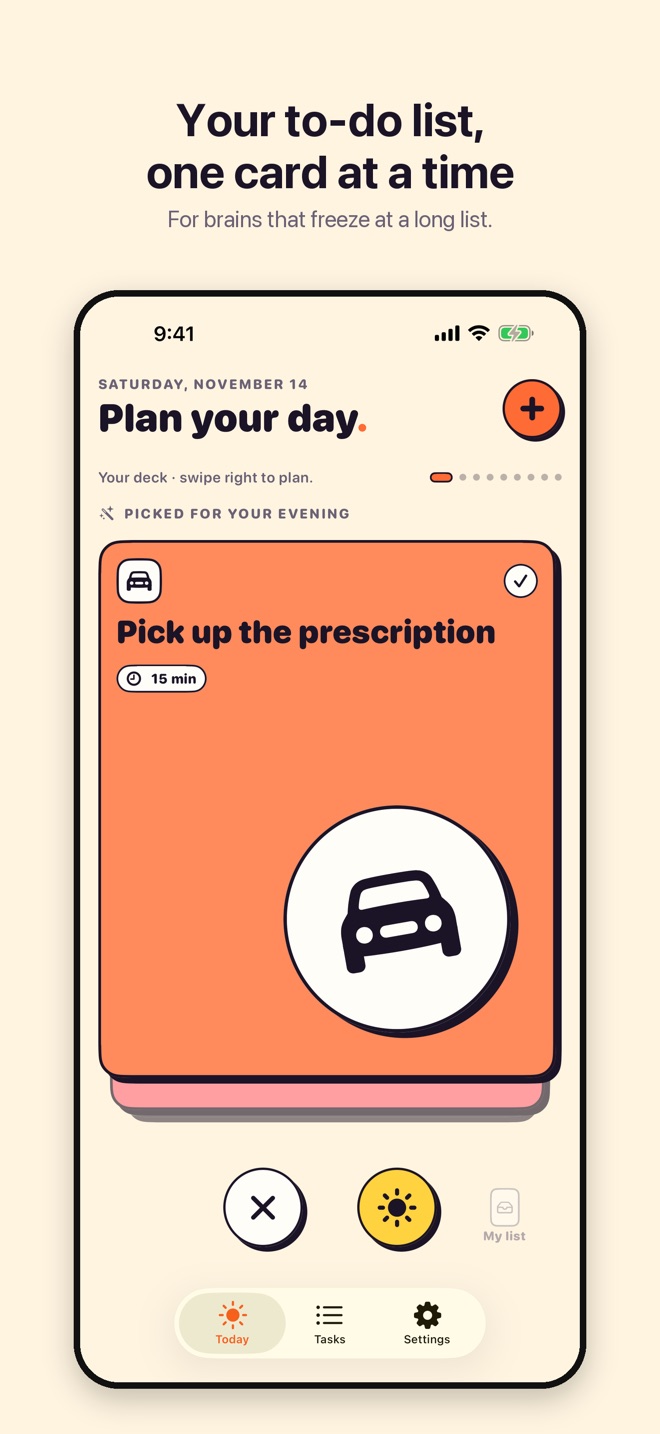 Your to-do list,
one card at a time
For brains that freeze at a long list.
9:41
SATURDAY, NOVEMBER 14
Plan your day.
Your deck · swipe right to plan.
PICKED FOR YOUR EVENING
Pick up the prescription
15 min
My list
Today
Tasks
Settings